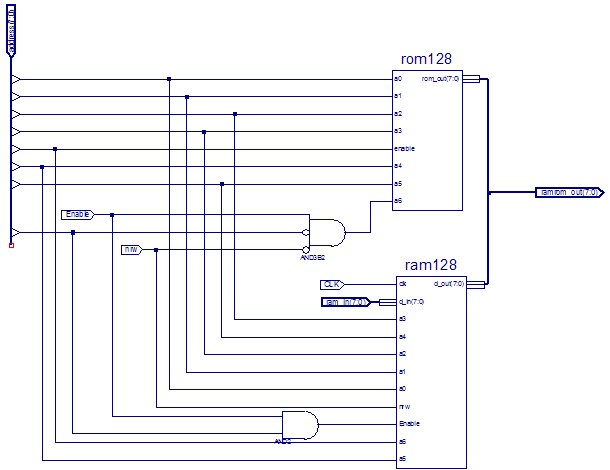 address(7:0)
rom128
a0
rom_out(7:0)
a1
a2
a3
enable
a4
a5
a6
Enable
nrw
AND3B2
ramrom_out(7:0)
ram128
CLK
clk
d_out(7:0)
ram_in(7:0)
d_in(7:0)
a3
a4
a2
a1
a0
nrw
Enable
AND2
a6
a5